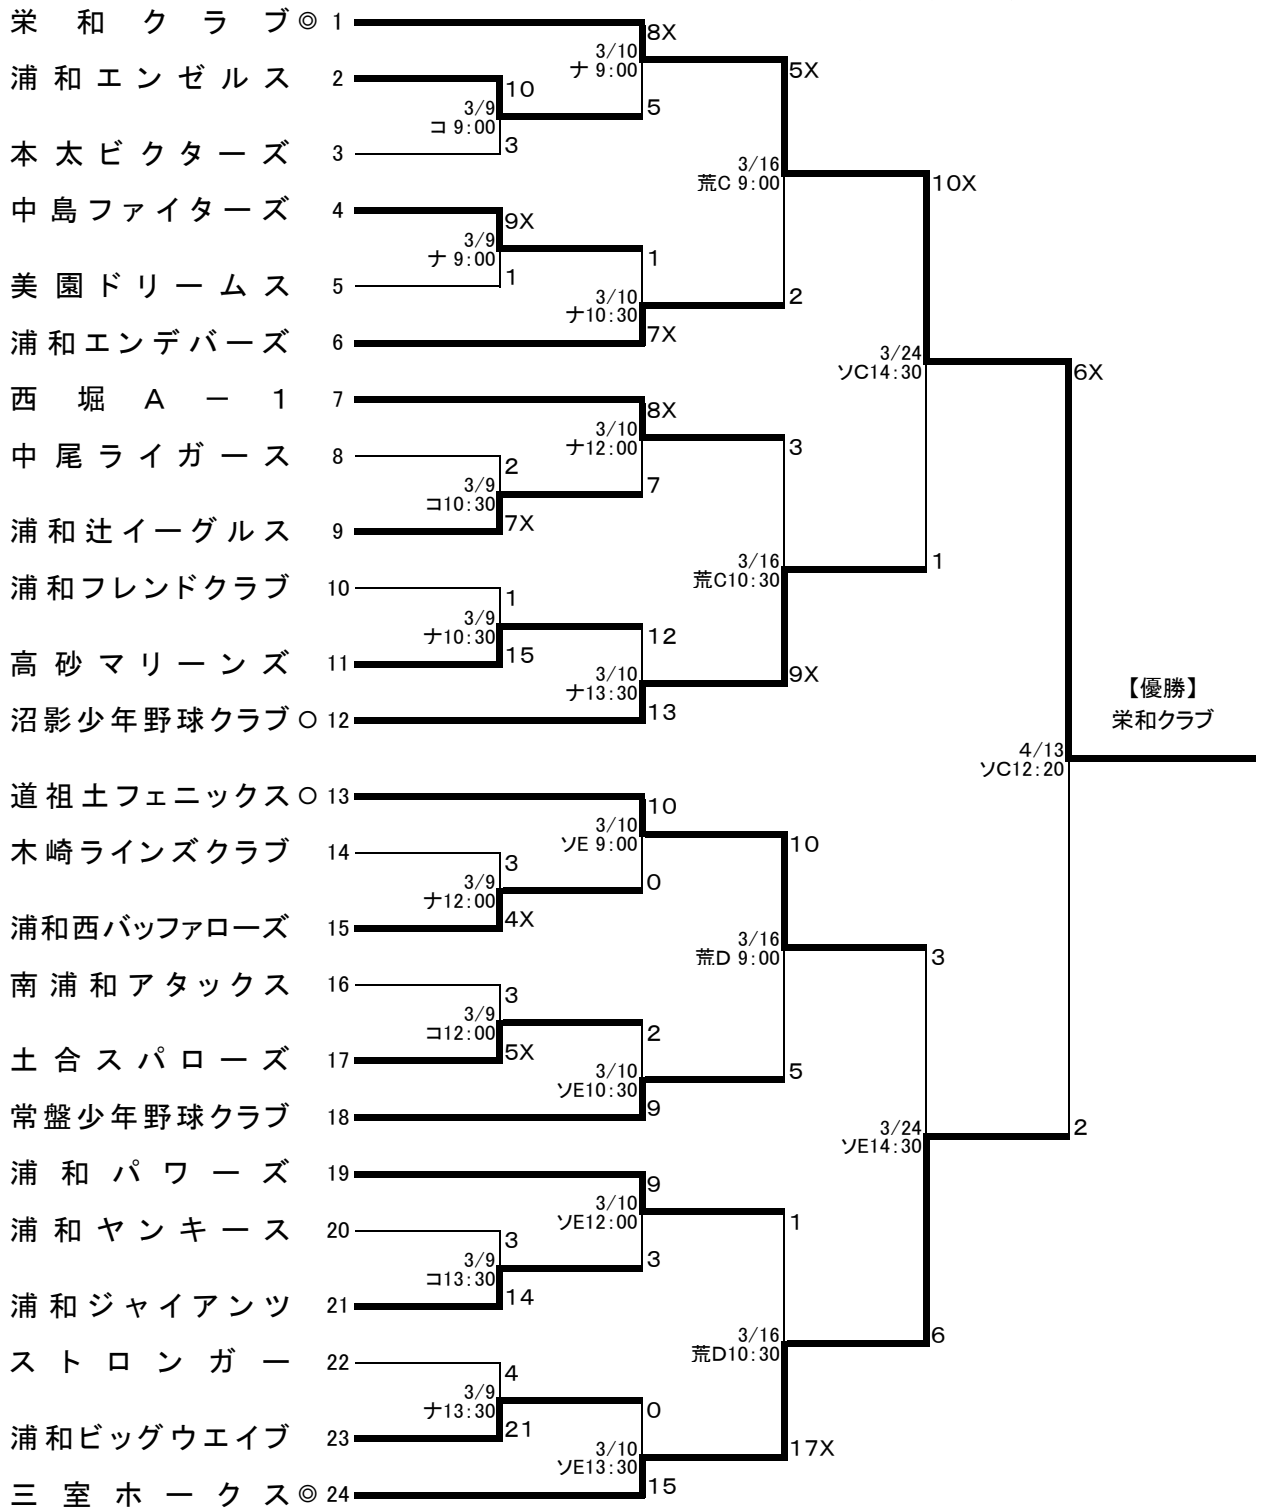 栄和クラブ ◎ 1
8X
3/10
ナ 9:00
浦和エンゼルス 2
5X
10
3/9
コ 9:00
5
3
本太ビクターズ 3
3/16
荒C 9:00
10X
中島ファイターズ 4
9X
3/9
ナ 9:00
1
1
美園ドリームス 5
2
3/10
ナ10:30
7X
浦和エンデバーズ 6
3/24
ソC14:30
6X
西堀A－1 7
8X
3/10
ナ12:00
3
中尾ライガース 8
2
3/9
コ10:30
7
7X
浦和辻イーグルス 9
3/16
荒C10:30
1
浦和フレンドクラブ 10
1
3/9
ナ10:30
12
15
高砂マリーンズ 11
3/10
ナ13:30
9X
13
沼影少年野球クラブ ○ 12
【優勝】
栄和クラブ
4/13
ソC12:20
道祖土フェニックス ○ 13
10
3/10
ソE 9:00
10
木崎ラインズクラブ 14
3
3/9
ナ12:00
0
4X
浦和西バッファローズ 15
3/16
荒D 9:00
3
南浦和アタックス 16
3
3/9
コ12:00
2
5X
土合スパローズ 17
3/10
ソE10:30
5
9
常盤少年野球クラブ 18
3/24
ソE14:30
2
浦和パワーズ 19
9
3/10
ソE12:00
1
浦和ヤンキース 20
3
3/9
コ13:30
3
14
浦和ジャイアンツ 21
3/16
荒D10:30
6
ストロンガー 22
4
3/9
ナ13:30
0
21
浦和ビッグウエイブ 23
3/10
ソE13:30
17X
15
三室ホークス ◎ 24